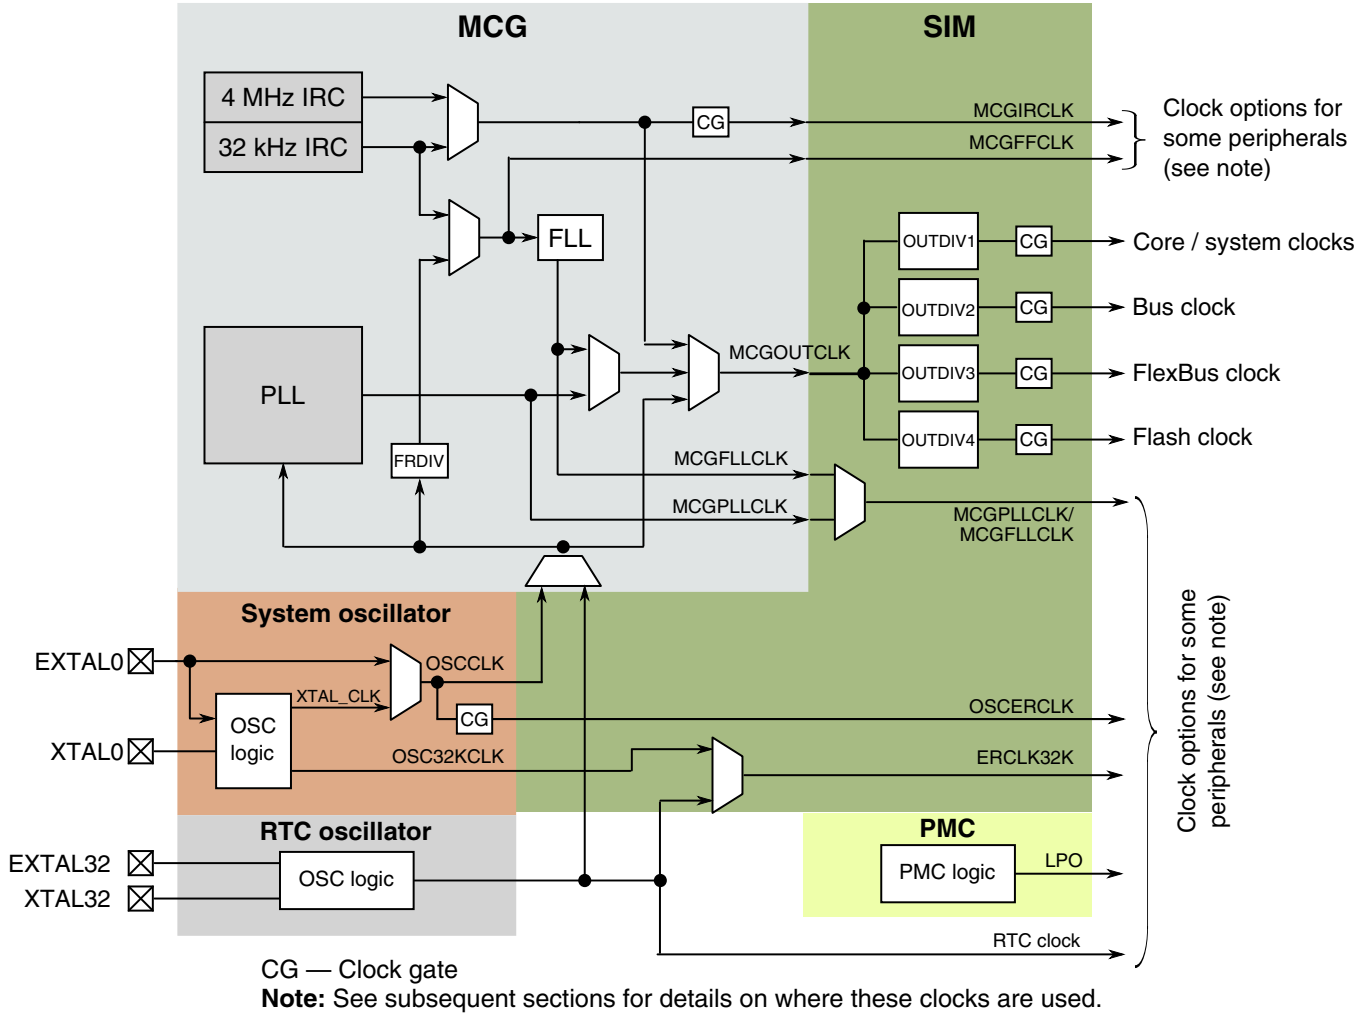 MCG
SIM
4 MHz IRC
32 kHz IRC
CG
MCGIRCLK
MCGFFCLK
Clock options for
some peripherals
(see note)
FLL
OUTDIV1
CG
Core / system clocks
OUTDIV2
CG
Bus clock
MCGOUTCLK
OUTDIV3
CG
FlexBus clock
PLL
OUTDIV4
CG
Flash clock
FRDIV
MCGFLLCLK
MCGPLLCLK
MCGPLLCLK/
MCGFLLCLK
System oscillator
EXTAL0
OSCCLK
XTAL_CLK
OSC
logic
CG
OSCERCLK
XTAL0
OSC32KCLK
ERCLK32K
Clock options for some
peripherals (see note)
RTC oscillator
PMC
EXTAL32
XTAL32
OSC logic
PMC logic
LPO
RTC clock
CG — Clock gate
Note: See subsequent sections for details on where these clocks are used.